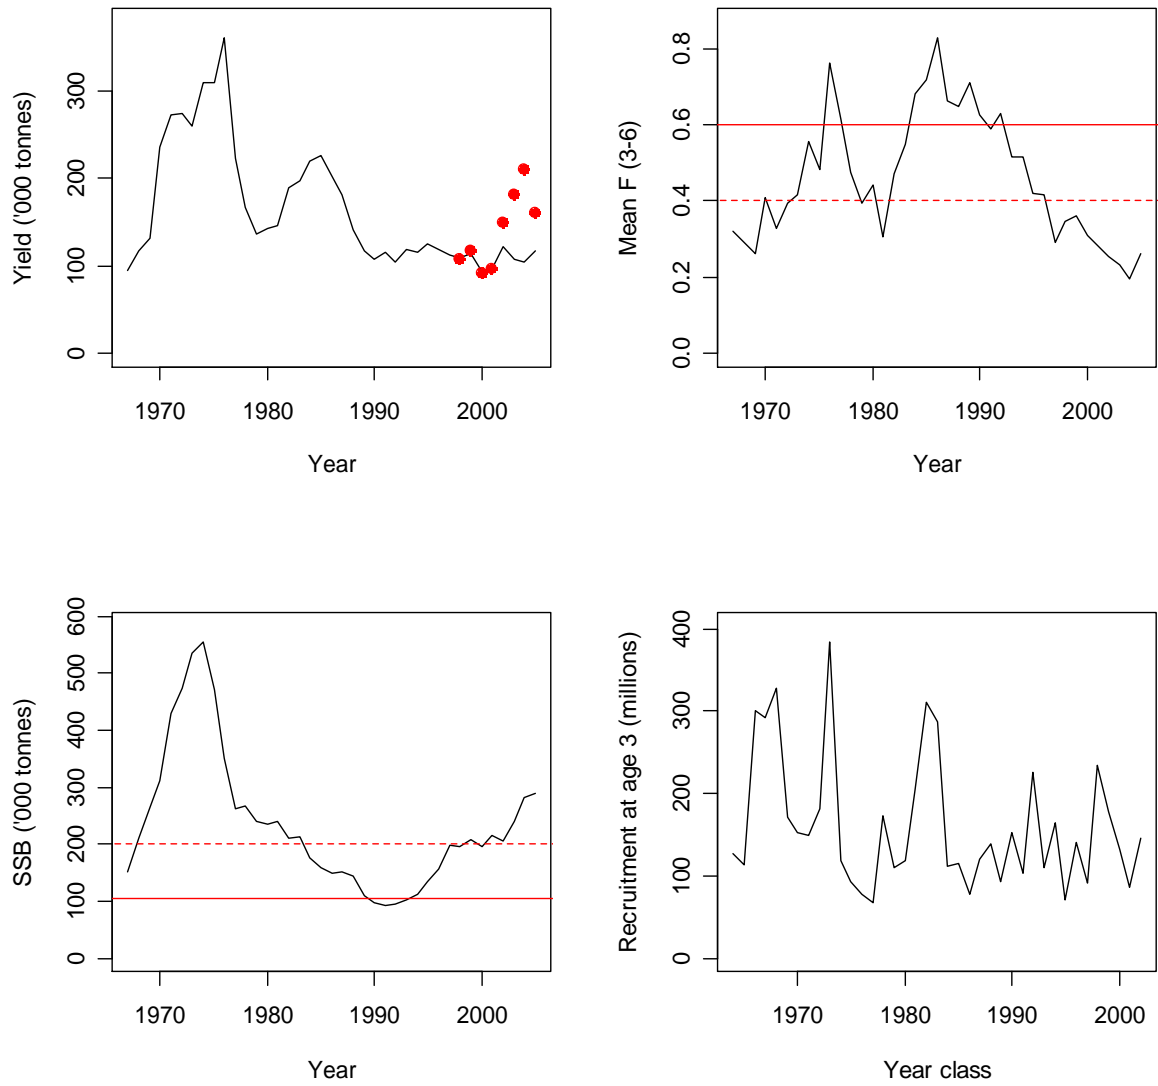 Yield ('000 tonnes)
300
200
100
0
1970 1980 1990 2000
Year
Mean F (3-6)
0.8
0.6
0.4
0.2
0.0
1970 1980 1990 2000
Year
SSB ('000 tonnes)
600
500
400
300
200
100
0
1970 1980 1990 2000
Year
Recruitment at age 3 (millions)
400
300
200
100
0
1970 1980 1990 2000
Year class